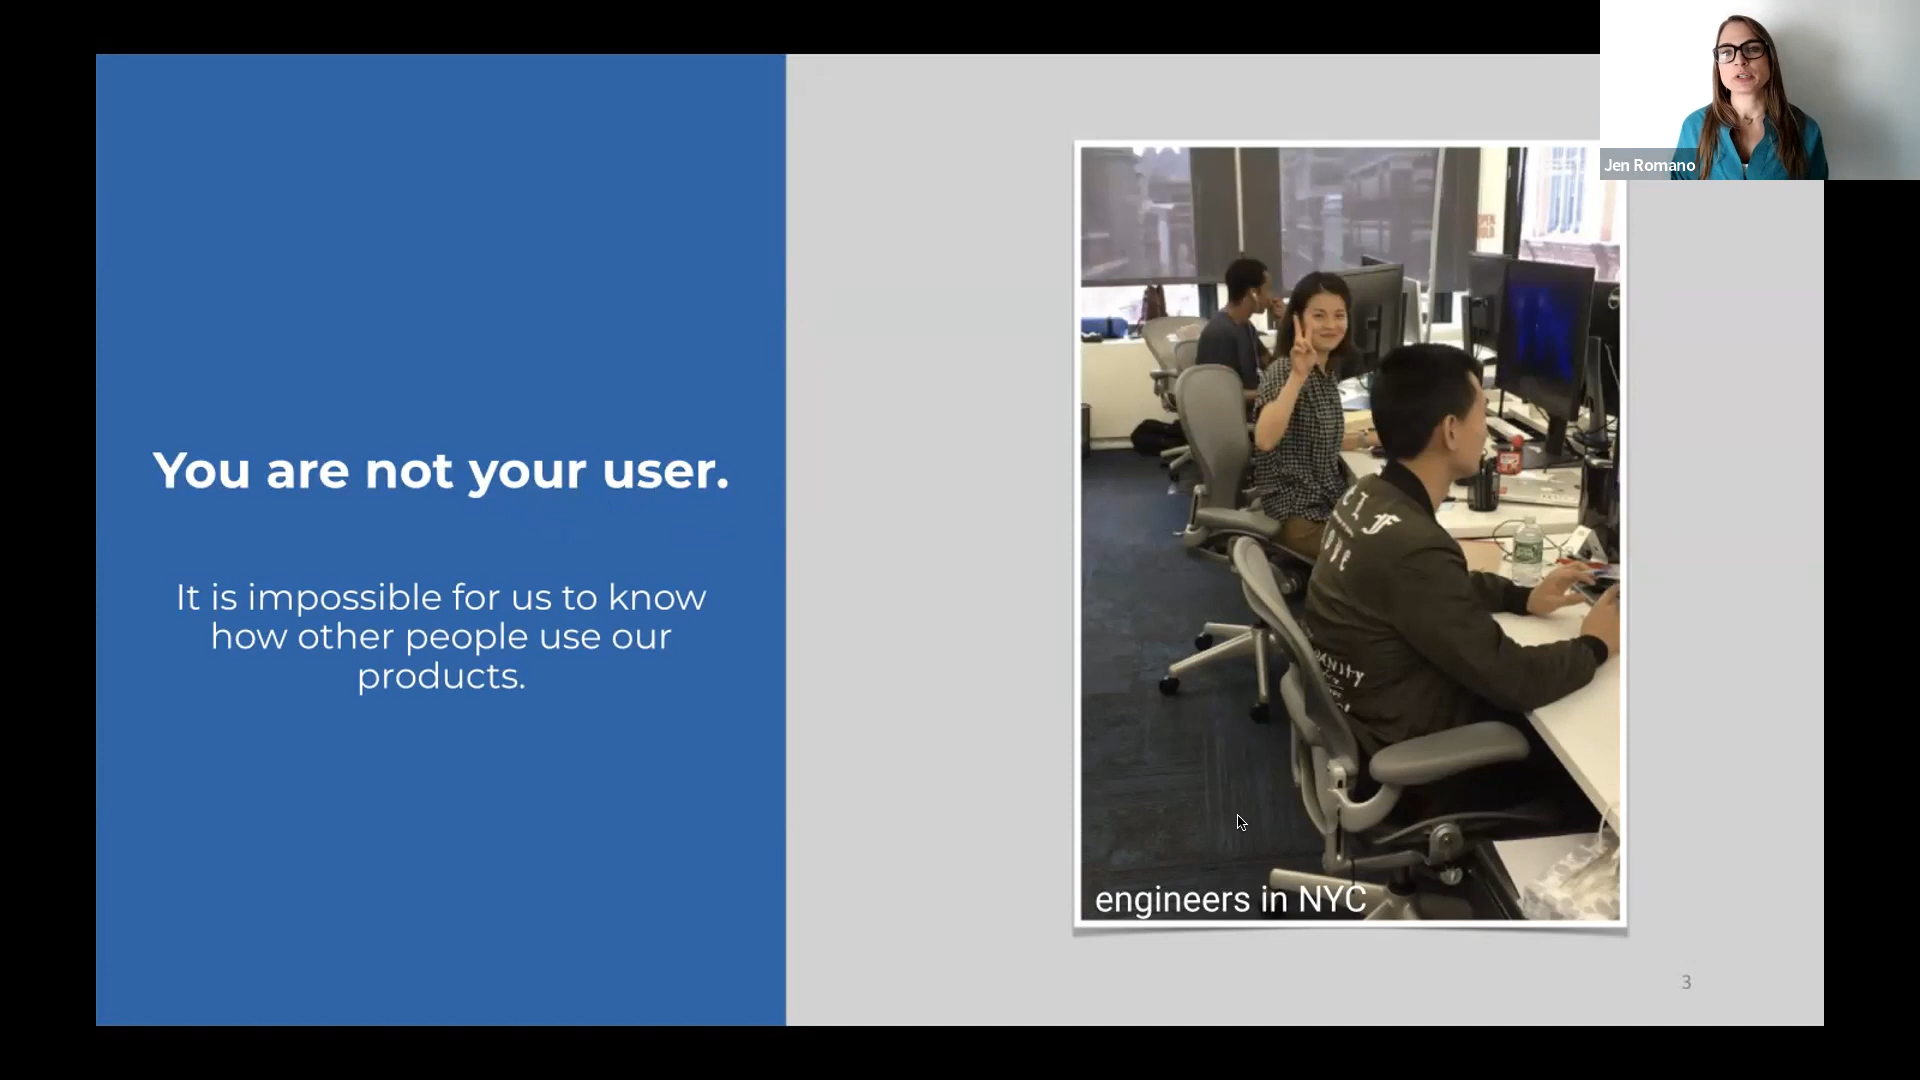 You are not your user.
It is impossible for us to know
how other people use our
products.
Jen Romano
engineers in NYC
3